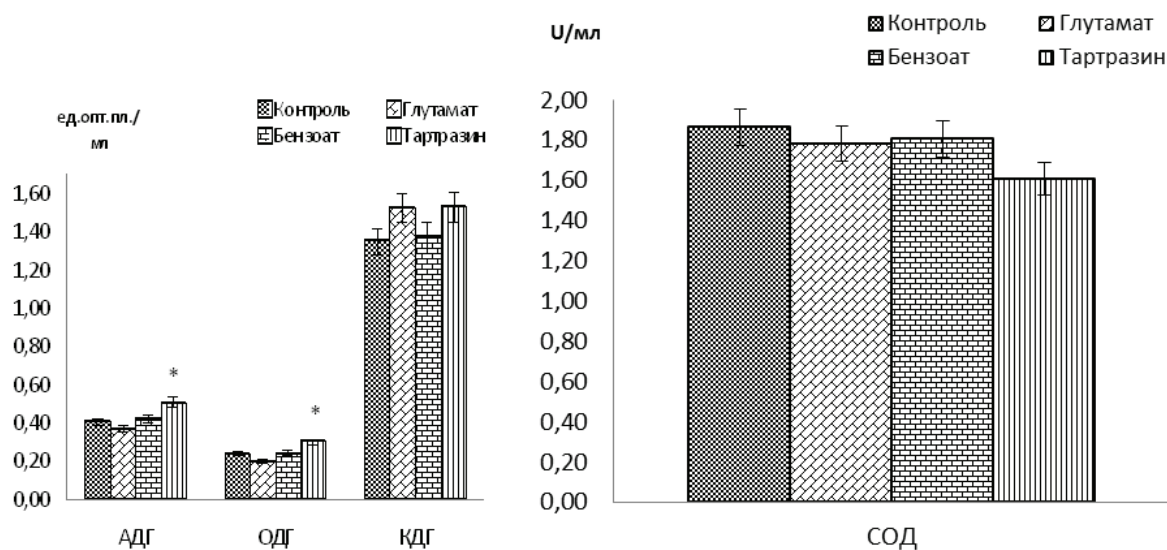 ед.опт.пл./
мл
Контроль Глутамат
Бензоат Тартразин
1,60
1,40
1,20
1,00
0,80
0,60
0,40
0,20
0,00
*
*
АДГ ОДГ КДГ
U/мл
Контроль Глутамат
Бензоат Тартразин
2,00
1,80
1,60
1,40
1,20
1,00
0,80
0,60
0,40
0,20
0,00
СОД